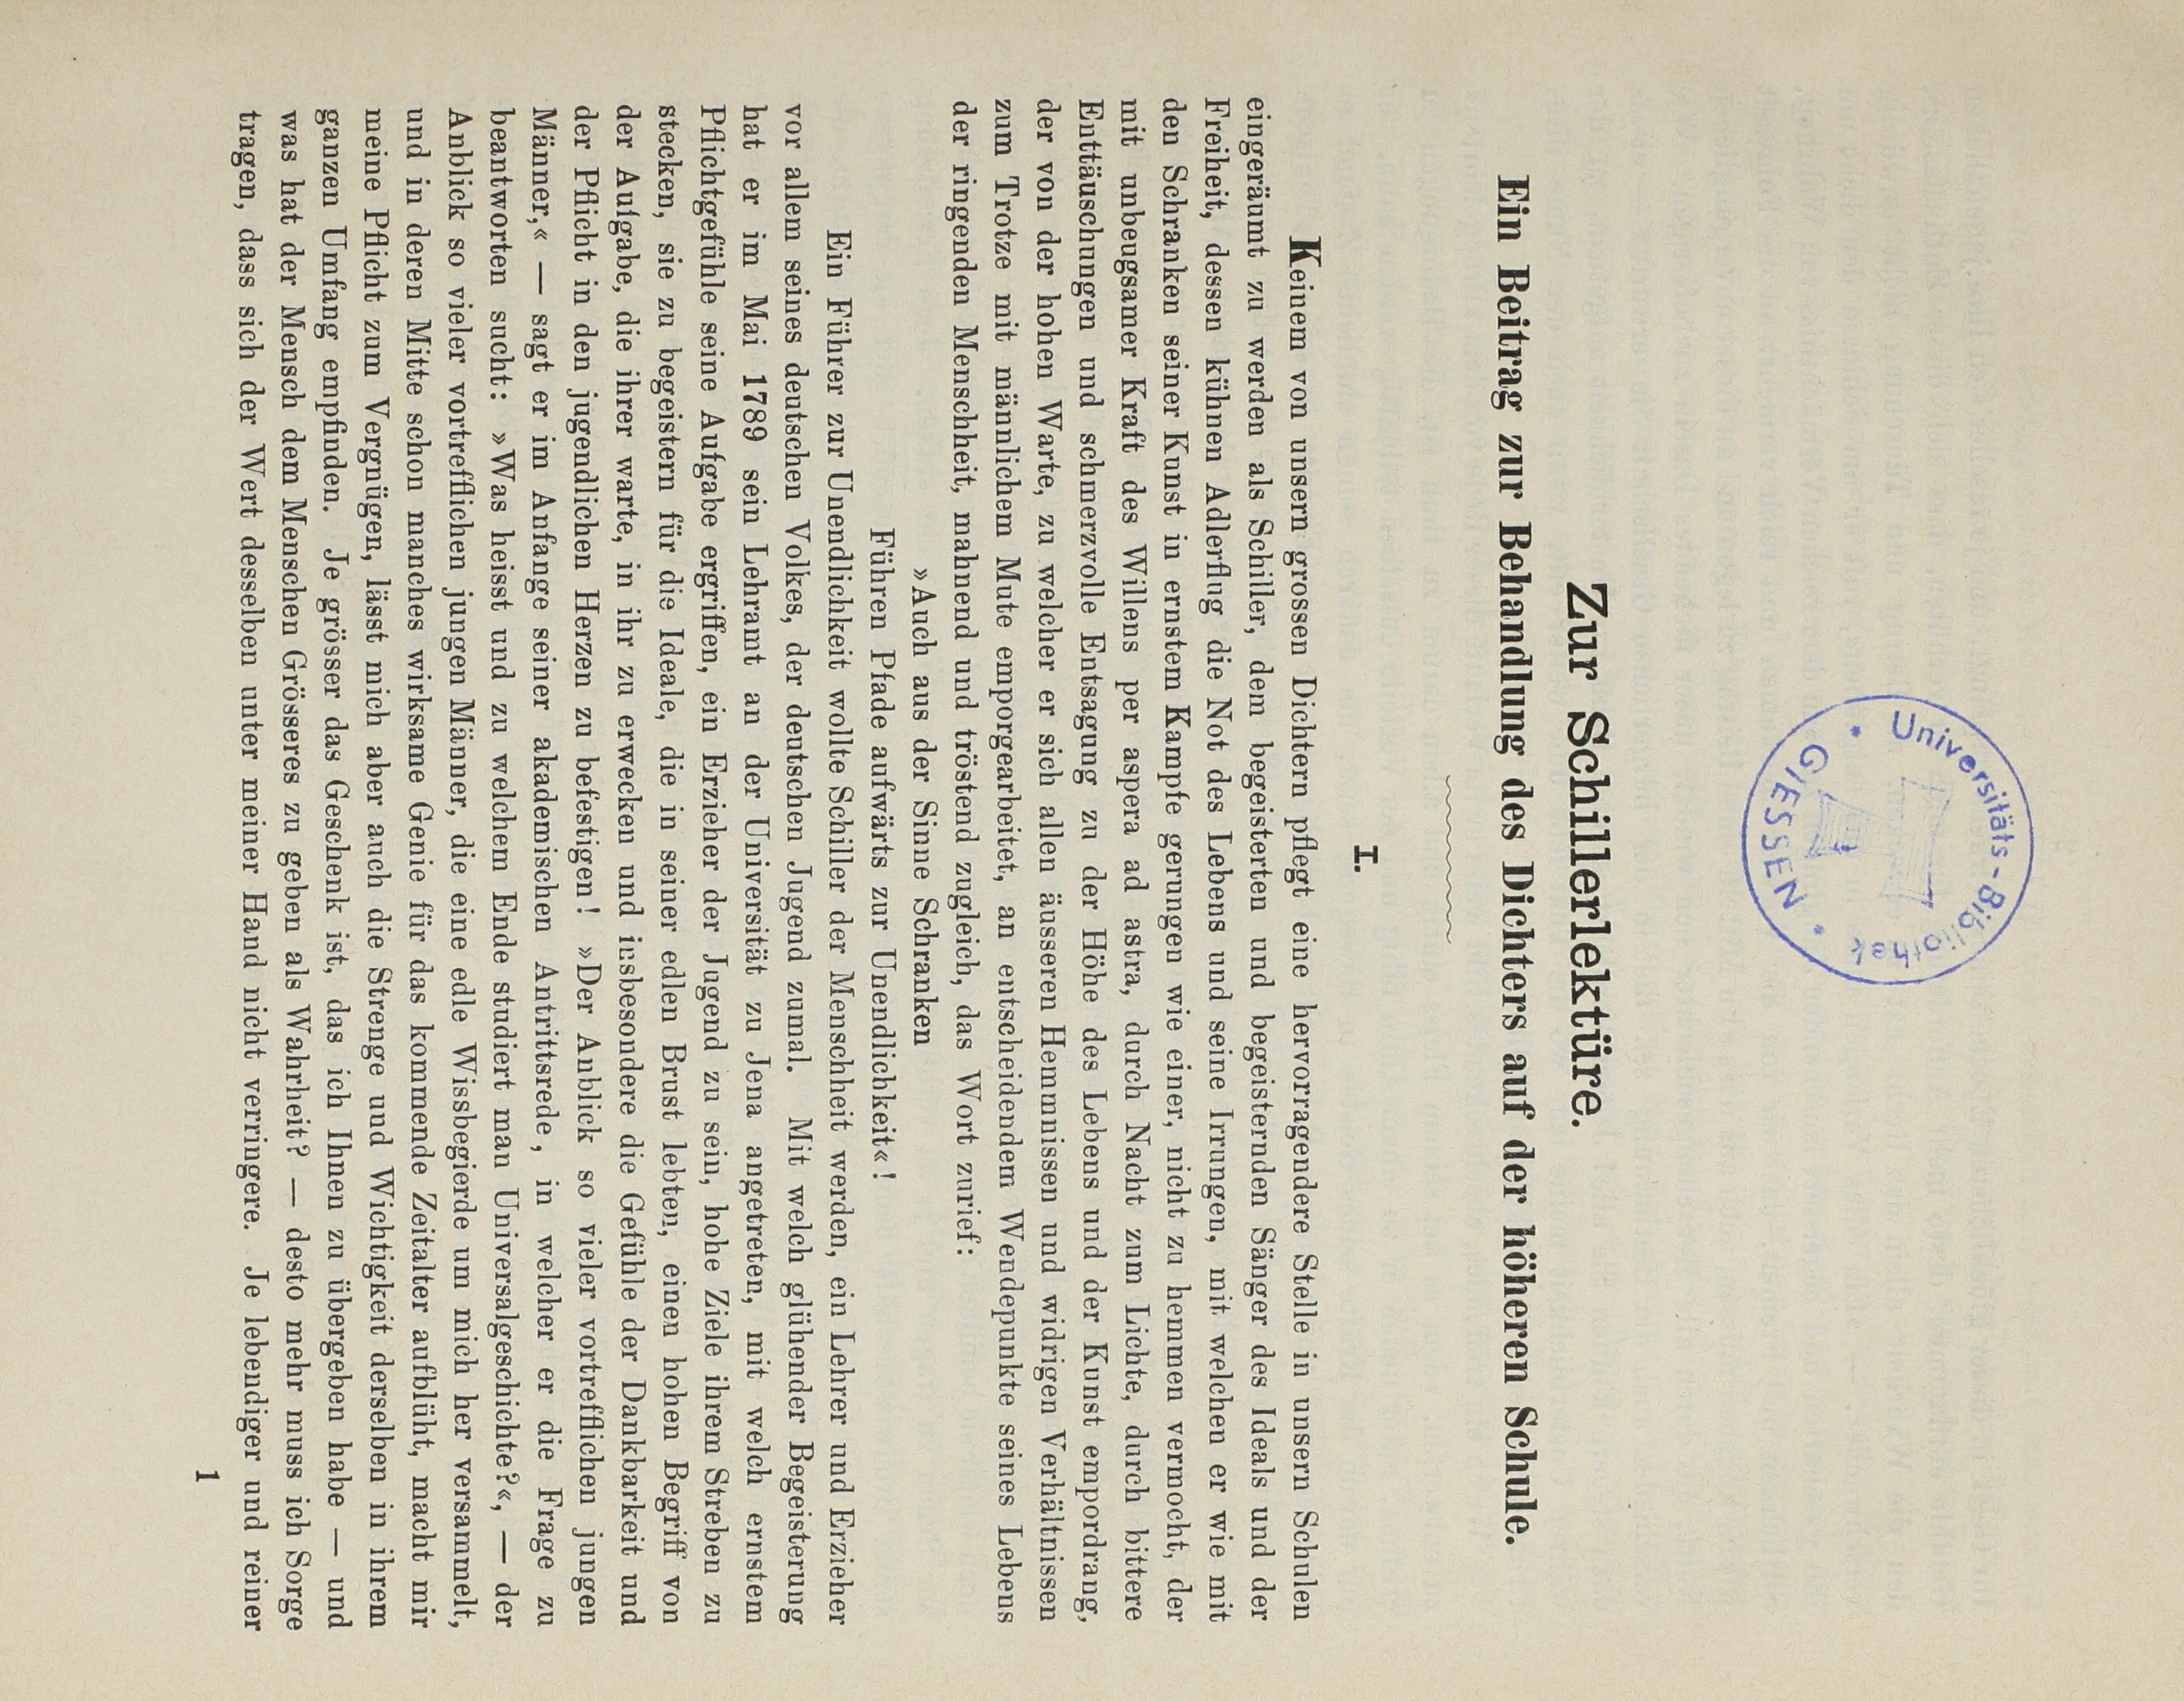 Universitäts-Bibliothek
* GIESSEN *
Zur Schillerlektüre.
Ein Beitrag zur Behandlung des Dichters auf der höheren Schule.
I.
Keinem von unsern grossen Dichtern pflegt eine hervorragendere Stelle in unsern Schulen
eingeräumt zu werden als Schiller, dem begeisterten und begeisternden Sänger des Ideals und der
Freiheit, dessen kühnen Adlerflug die Not des Lebens und seine Irrungen, mit welchen er wie mit
den Schranken seiner Kunst in ernstem Kampfe gerungen wie einer, nicht zu hemmen vermocht, der
mit unbeugsamer Kraft des Willens per aspera ad astra, durch Nacht zum Lichte, durch bittere
Enttäuschungen und schmerzvolle Entsagung zu der Höhe des Lebens und der Kunst empordrang,
der von der hohen Warte, zu welcher er sich allen äusseren Hemmnissen und widrigen Verhältnissen
zum Trotze mit männlichem Mute emporgearbeitet, an entscheidendem Wendepunkte seines Lebens
der ringenden Menschheit, mahnend und tröstend zugleich, das Wort zurief:
»Auch aus der Sinne Schranken
Führen Pfade aufwärts zur Unendlichkeit«!
Ein Führer zur Unendlichkeit wollte Schiller der Menschheit werden, ein Lehrer und Erzieher
vor allem seines deutschen Volkes, der deutschen Jugend zumal. Mit welch glühender Begeisterung
hat er im Mai 1789 sein Lehramt an der Universität zu Jena angetreten, mit welch ernstem
Pflichtgefühle seine Aufgabe ergriffen, ein Erzieher der Jugend zu sein, hohe Ziele ihrem Streben zu
stecken, sie zu begeistern für die Ideale, die in seiner edlen Brust lebten, einen hohen Begriff von
der Aufgabe, die ihrer warte, in ihr zu erwecken und insbesondere die Gefühle der Dankbarkeit und
der Pflicht in den jugendlichen Herzen zu befestigen! »Der Anblick so vieler vortrefflichen jungen
Männer,« — sagt er im Anfange seiner akademischen Antrittsrede, in welcher er die Frage zu
beantworten sucht: »Was heisst und zu welchem Ende studiert man Universalgeschichte?«, — der
Anblick so vieler vortrefflichen jungen Männer, die eine edle Wissbegierde um mich her versammelt,
und in deren Mitte schon manches wirksame Genie für das kommende Zeitalter aufblüht, macht mir
meine Pflicht zum Vergnügen, lässt mich aber auch die Strenge und Wichtigkeit derselben in ihrem
ganzen Umfang empfinden. Je grösser das Geschenk ist, das ich Ihnen zu übergeben habe — und
was hat der Mensch dem Menschen Grösseres zu geben als Wahrheit? — desto mehr muss ich Sorge
tragen, dass sich der Wert desselben unter meiner Hand nicht verringere. Je lebendiger und reiner
1